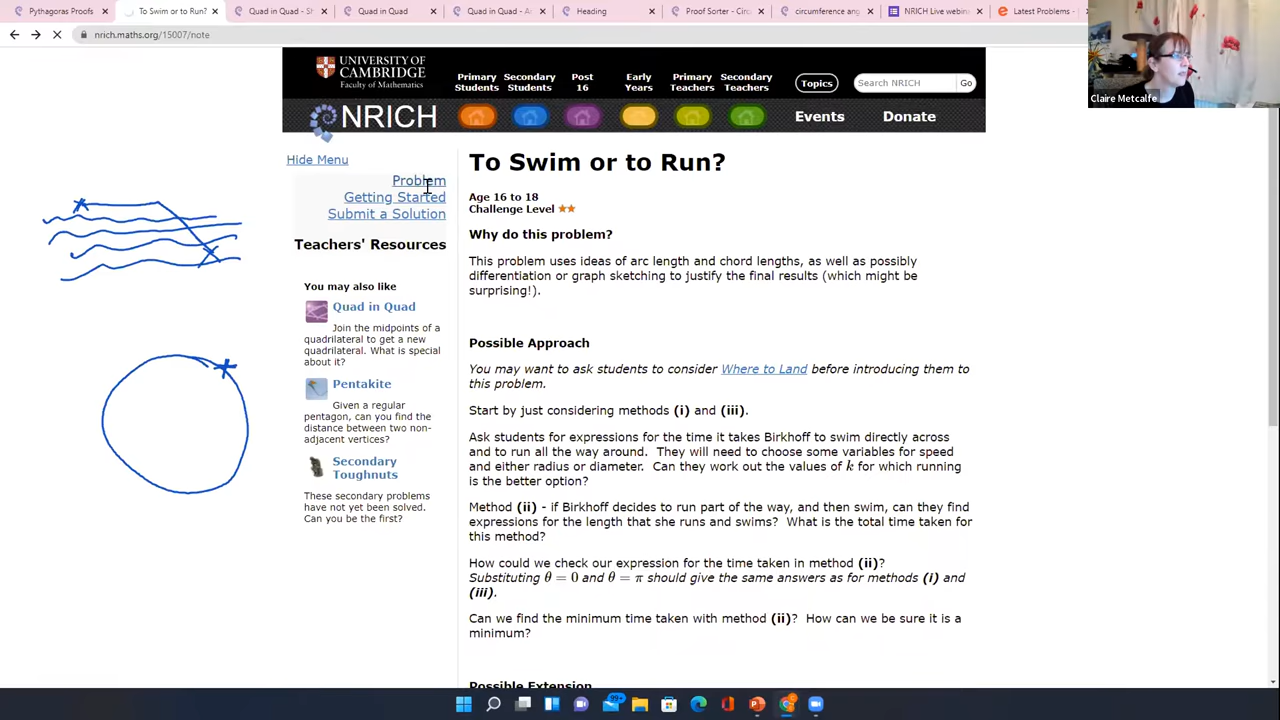 Pythagoras Proofs
To Swim or to Run?
Quad in Quad - Sh
Quad in Quad
Quad in Quad - A
Heading
Proof Sorter - Circ
circumference ang
NRICH Live webin
Latest Problems -
nrich.maths.org/15007/note
Claire Metcalfe
UNIVERSITY OF
CAMBRIDGE
Faculty of Mathematics
Primary
Students
Secondary
Students
Post
16
Early
Years
Primary
Teachers
Secondary
Teachers
Topics
Search NRICH
Go
NRICH
Events
Donate
Hide Menu
Problem
Getting Started
Submit a Solution
Teachers' Resources
You may also like
Quad in Quad
Join the midpoints of a
quadrilateral to get a new
quadrilateral. What is special
about it?
Pentakite
Given a regular
pentagon, can you find the
distance between two non-
adjacent vertices?
Secondary
Toughnuts
These secondary problems
have not yet been solved.
Can you be the first?
To Swim or to Run?
Age 16 to 18
Challenge Level ★★
Why do this problem?
This problem uses ideas of arc length and chord lengths, as well as possibly
differentiation or graph sketching to justify the final results (which might be
surprising!).
Possible Approach
You may want to ask students to consider Where to Land before introducing them to
this problem.
Start by just considering methods (i) and (iii).
Ask students for expressions for the time it takes Birkhoff to swim directly across
and to run all the way around. They will need to choose some variables for speed
and either radius or diameter. Can they work out the values of k for which running
is the better option?
Method (ii) - if Birkhoff decides to run part of the way, and then swim, can they find
expressions for the length that she runs and swims? What is the total time taken for
this method?
How could we check our expression for the time taken in method (ii)?
Substituting θ = 0 and θ = π should give the same answers as for methods (i) and
(iii).
Can we find the minimum time taken with method (ii)? How can we be sure it is a
minimum?
Possible Extension
99+